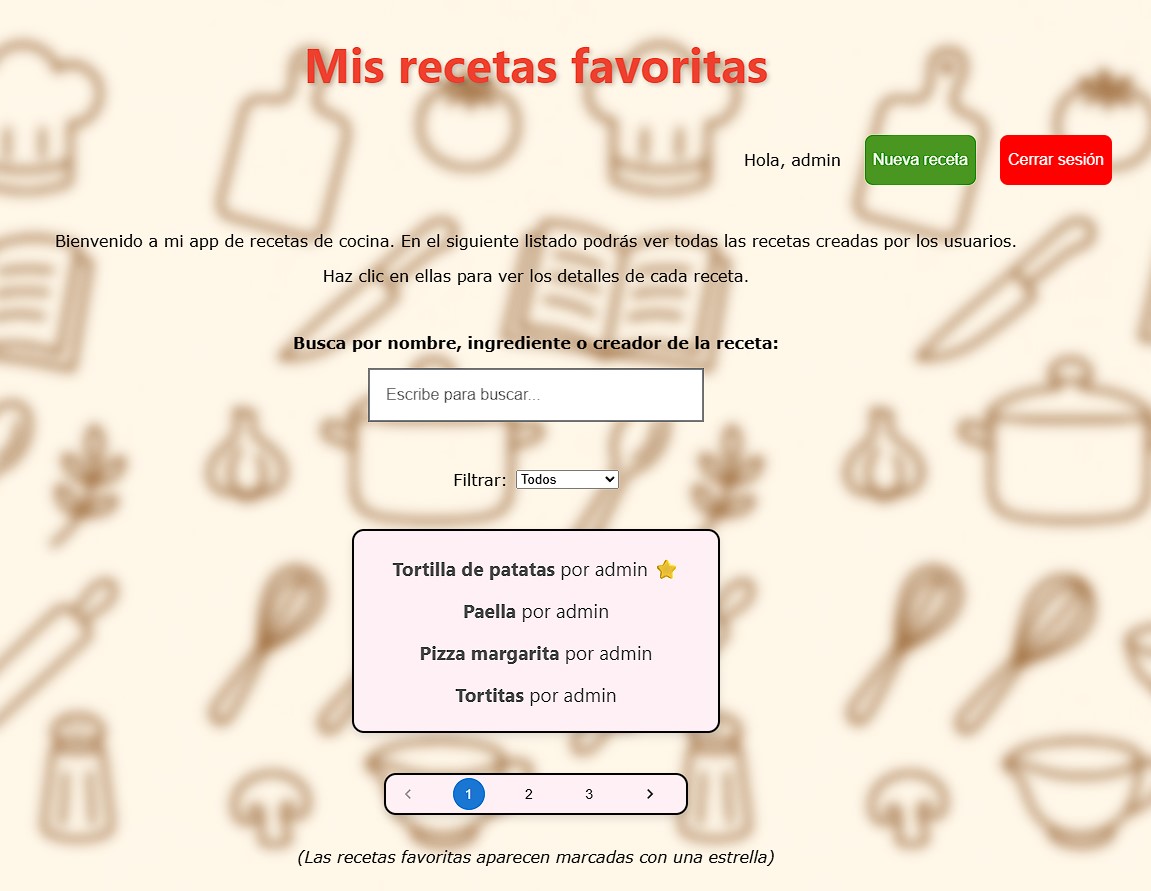 Mis recetas favoritas
Hola, admin
Nueva receta
Cerrar sesión
Bienvenido a mi app de recetas de cocina. En el siguiente listado podrás ver todas las recetas creadas por los usuarios.
Haz clic en ellas para ver los detalles de cada receta.
Busca por nombre, ingrediente o creador de la receta:
Escribe para buscar...
Filtrar: Todos
Tortilla de patatas por admin ⭐
Paella por admin
Pizza margarita por admin
Tortitas por admin
‹ 1 2 3 ›
(Las recetas favoritas aparecen marcadas con una estrella)